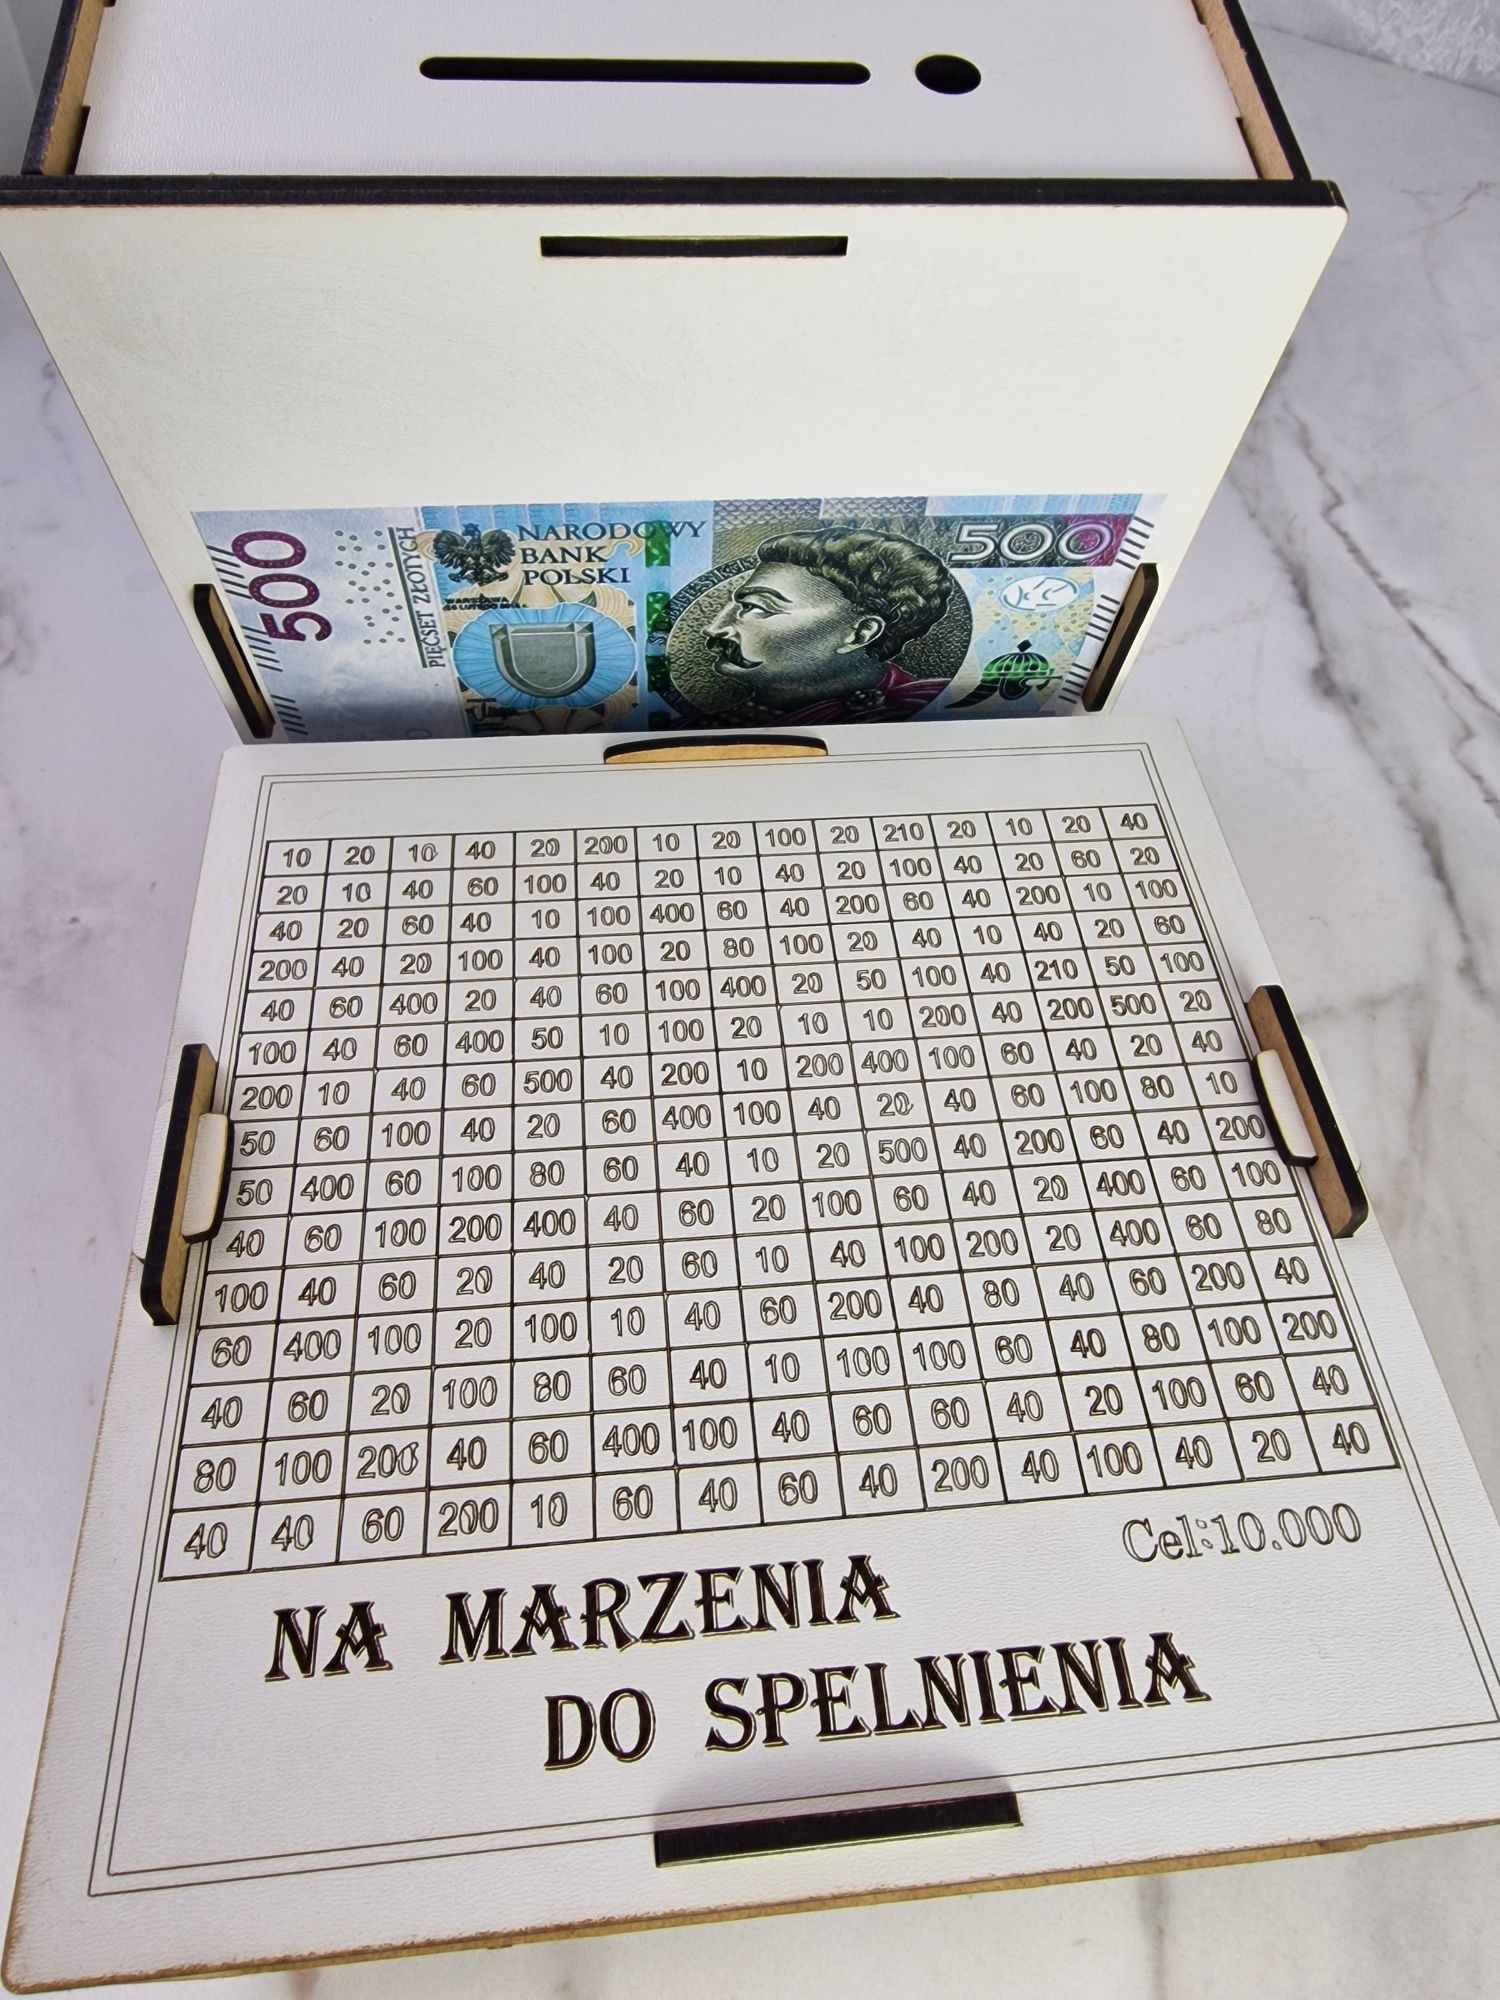 500
PIĘĆSET ZŁOTYCH
NARODOWY
BANK
POLSKI
500
10 20 10 40 20 200 10 20 100 20 210 20 10 20 40
20 10 40 60 100 40 20 10 40 20 100 40 20 60 20
40 20 60 40 10 100 400 60 40 200 60 40 200 10 100
200 40 20 100 40 100 20 80 100 20 40 10 40 20 60
40 60 400 20 40 60 100 400 20 50 100 40 210 50 100
100 40 60 400 50 10 100 20 10 10 200 40 200 500 20
200 10 40 60 500 40 200 10 200 400 100 60 40 20 40
50 60 100 40 20 60 400 100 40 20 40 60 100 80 10
50 400 60 100 80 60 40 10 20 500 40 200 60 40 200
40 60 100 200 400 40 60 20 100 60 40 20 400 60 100
100 40 60 20 40 20 60 10 40 100 200 20 400 60 80
60 400 100 20 100 10 40 60 200 40 80 40 60 200 40
40 60 20 100 80 60 40 10 100 100 60 40 80 100 200
80 100 200 40 60 400 100 40 60 60 40 20 100 60 40
40 40 60 200 10 60 40 60 40 200 40 100 40 20 40
Cel:10.000
NA MARZENIA
DO SPELNIENIA